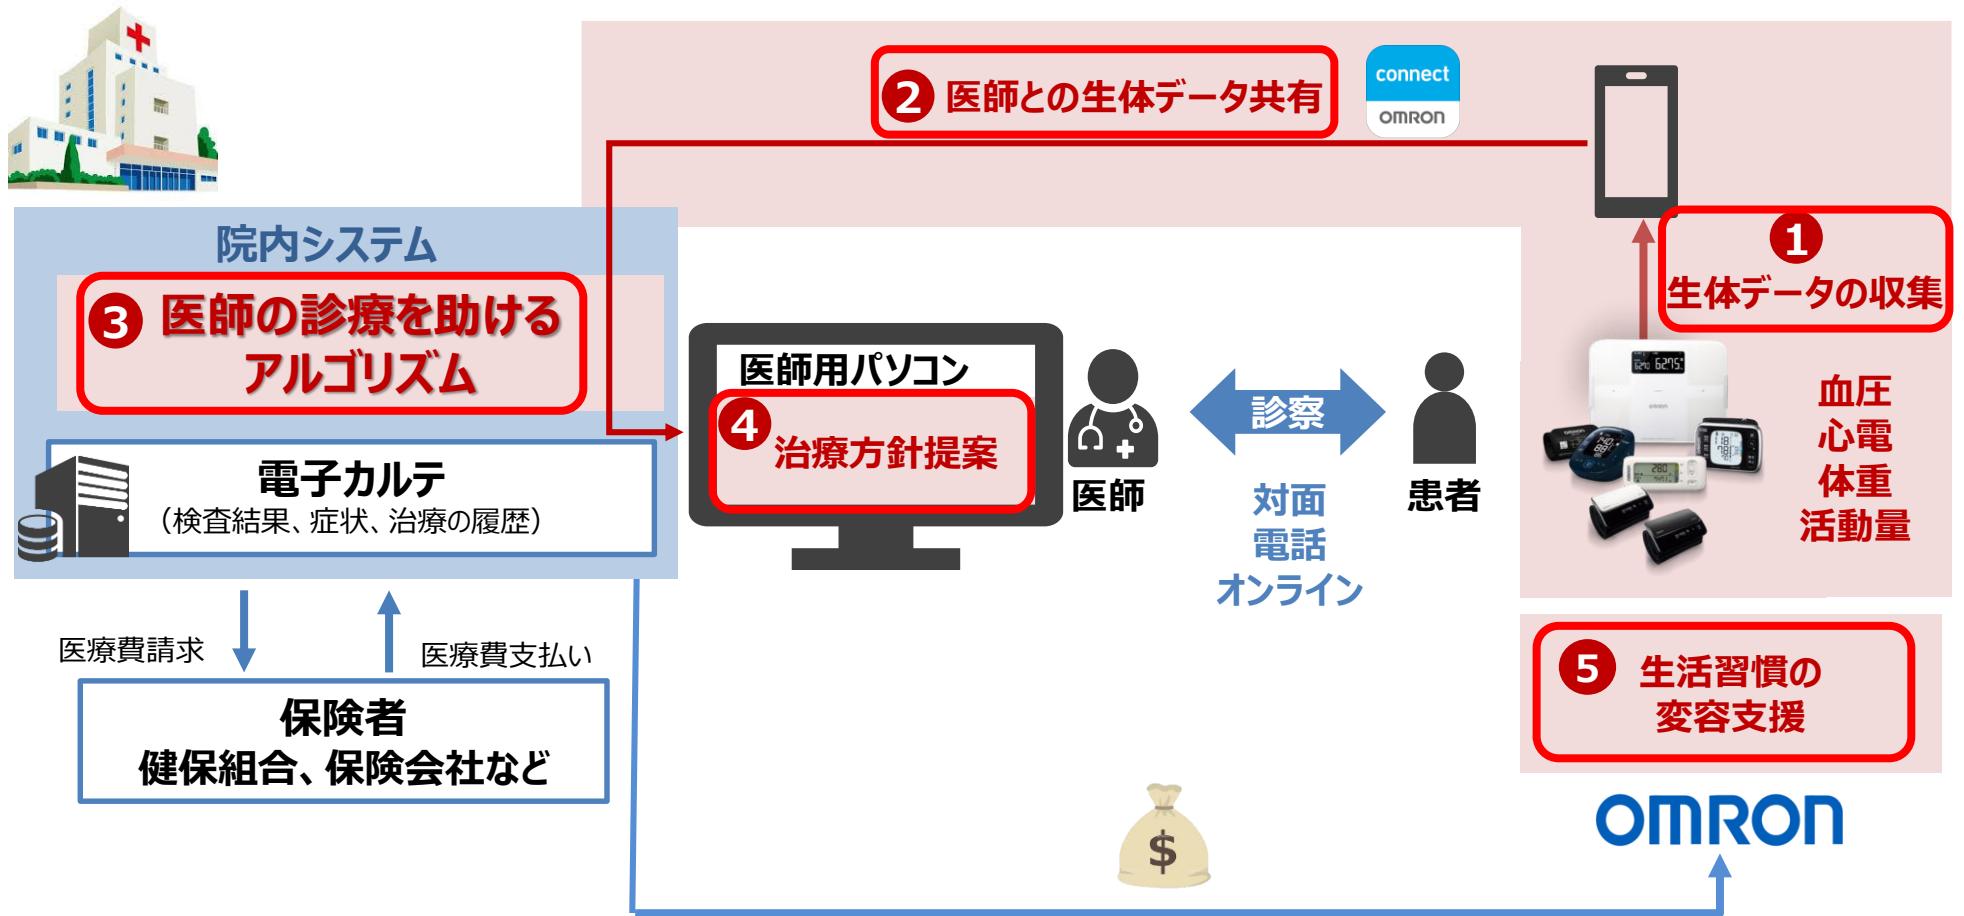 2 医師との生体データ共有
connect
OMRON
1
生体データの収集
院内システム
3 医師の診療を助ける
アルゴリズム
医師用パソコン
4
治療方針提案
医師
診察
対面
電話
オンライン
患者
血圧
心電
体重
活動量
電子カルテ
（検査結果、症状、治療の履歴）
医療費請求
医療費支払い
保険者
健保組合、保険会社など
5 生活習慣の
変容支援
$
OMRON